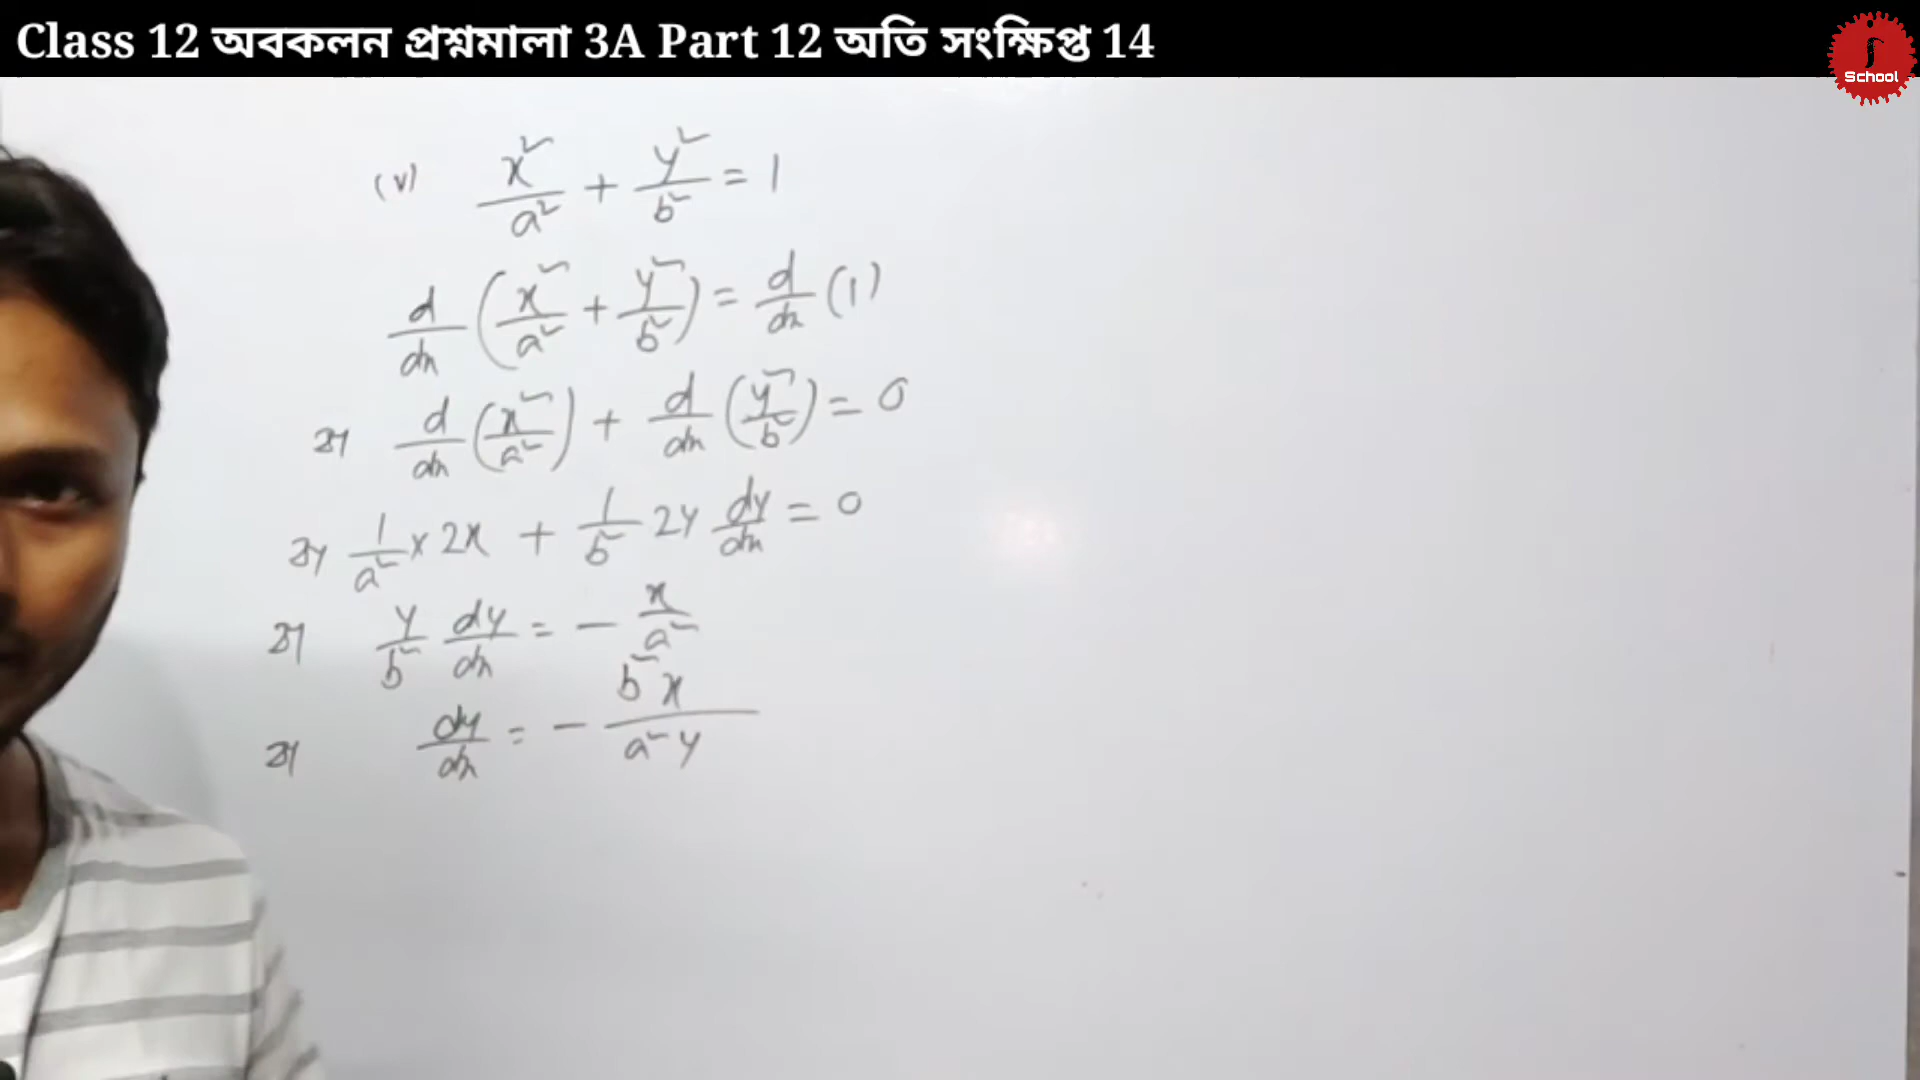 Class 12 অবকলন প্রশ্নমালা 3A Part 12 অতি সংক্ষিপ্ত 14
∫ School
(v) x²/a² + y²/b² = 1
d/dx (x²/a² + y²/b²) = d/dx (1)
বা d/dx (x²/a²) + d/dx (y²/b²) = 0
বা 1/a² × 2x + 1/b² 2y dy/dx = 0
বা y/b² dy/dx = - x/a²
বা dy/dx = - b²x/a²y